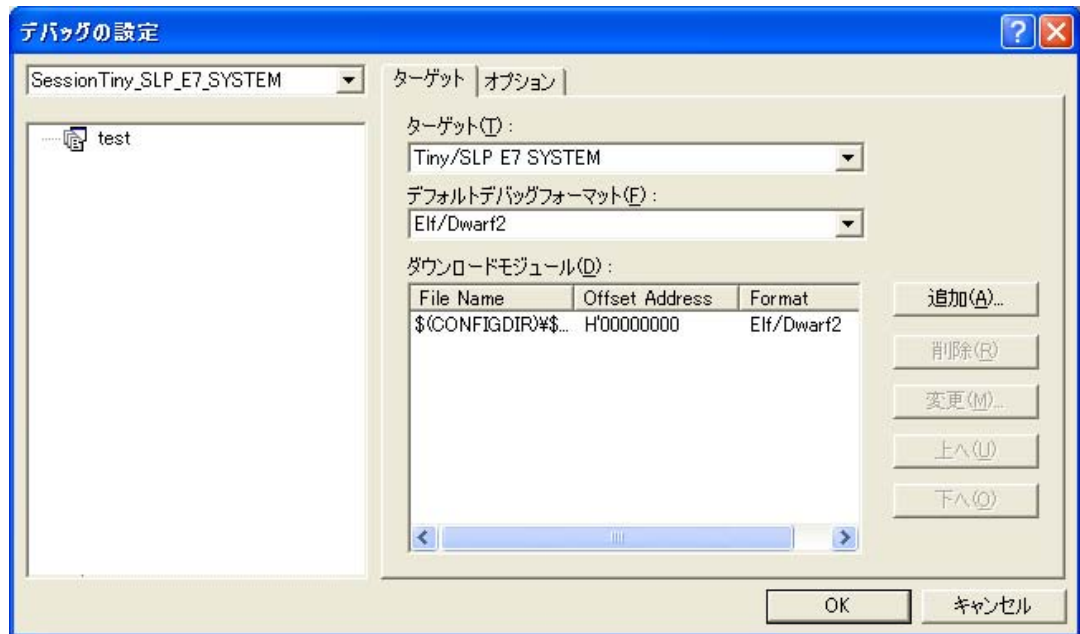 デバッグの設定
SessionTiny_SLP_E7_SYSTEM
test
ターゲット オプション
ターゲット(T) :
Tiny/SLP E7 SYSTEM
デフォルトデバッグフォーマット(F) :
Elf/Dwarf2
ダウンロードモジュール(D) :
File Name Offset Address Format
$(CONFIGDIR)¥$... H'00000000 Elf/Dwarf2
追加(A)...
削除(R)
変更(M)...
上へ(U)
下へ(O)
OK キャンセル